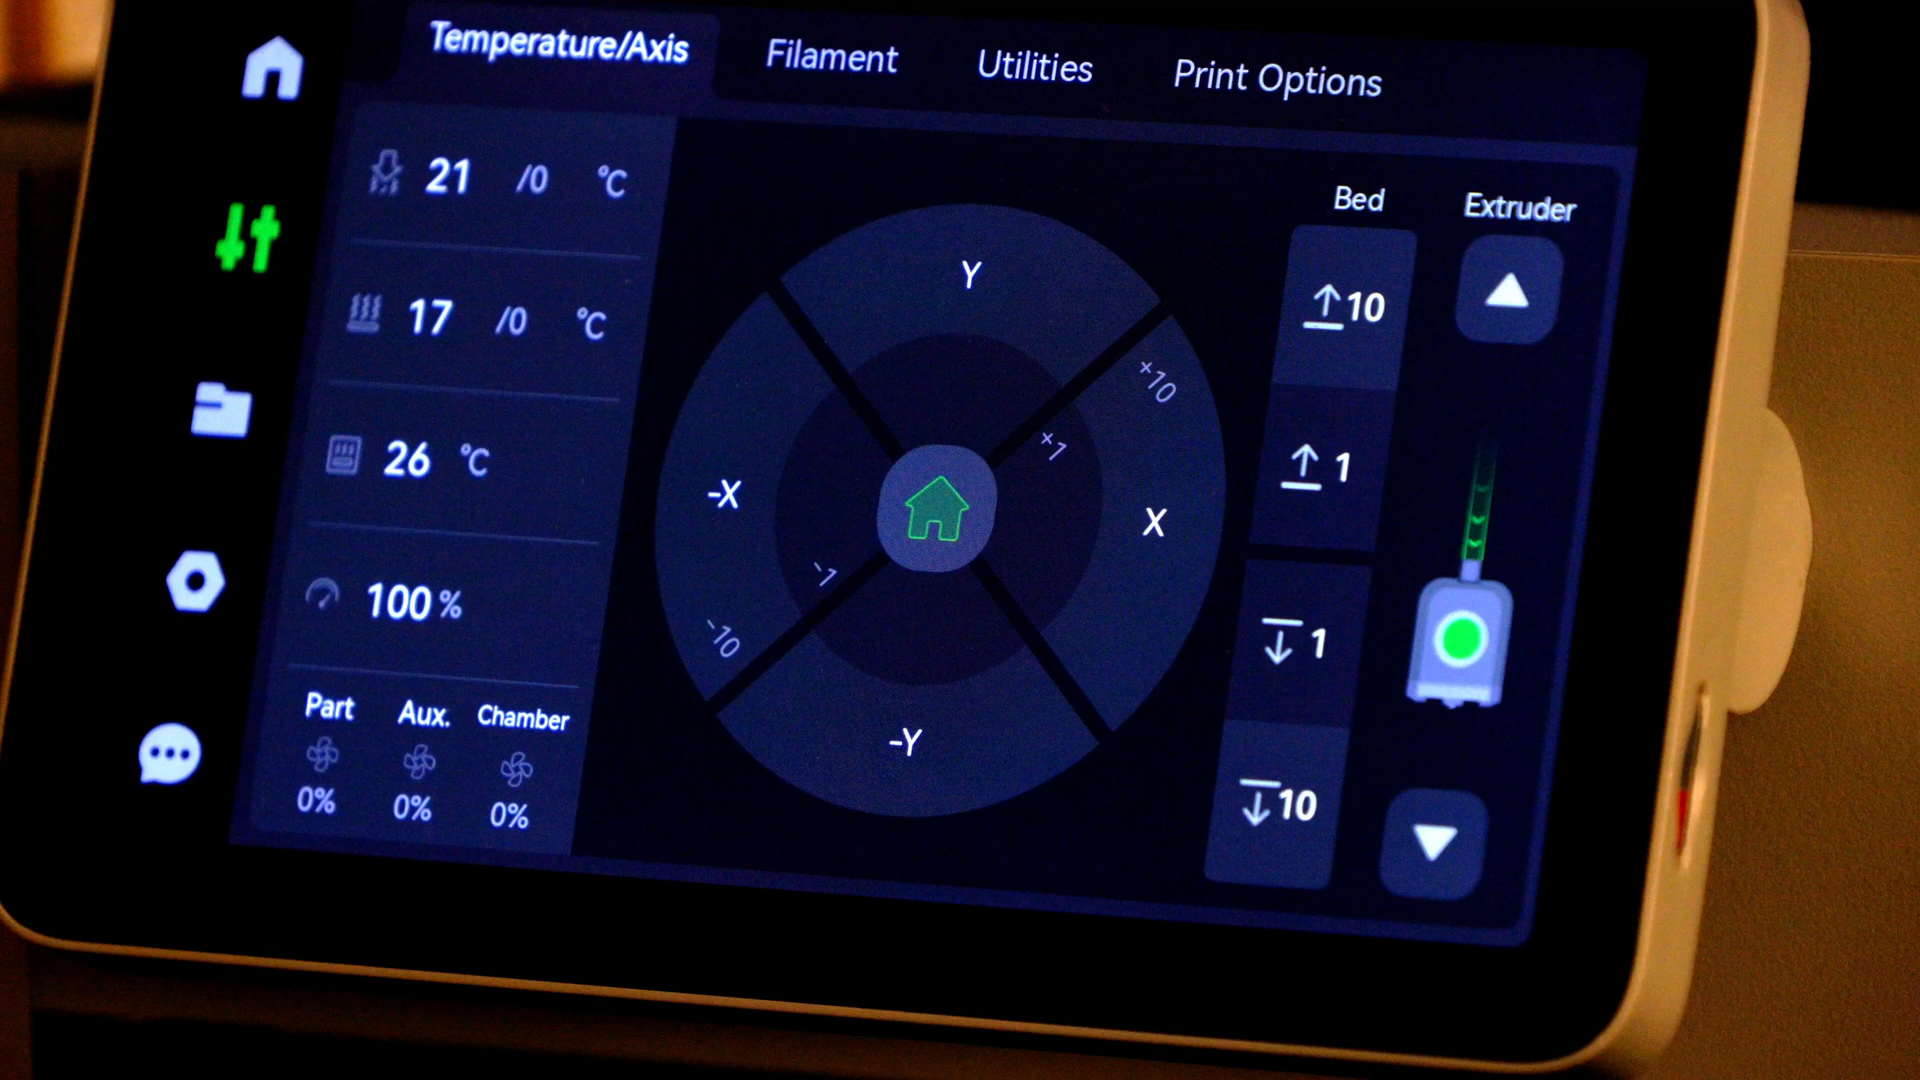 Temperature/Axis Filament Utilities Print Options
21 /0 °C
17 /0 °C
26 °C
100 %
Part Aux. Chamber
0% 0% 0%
Y
+10
+1
-X
X
-1
-10
-Y
Bed
10
1
1
10
Extruder